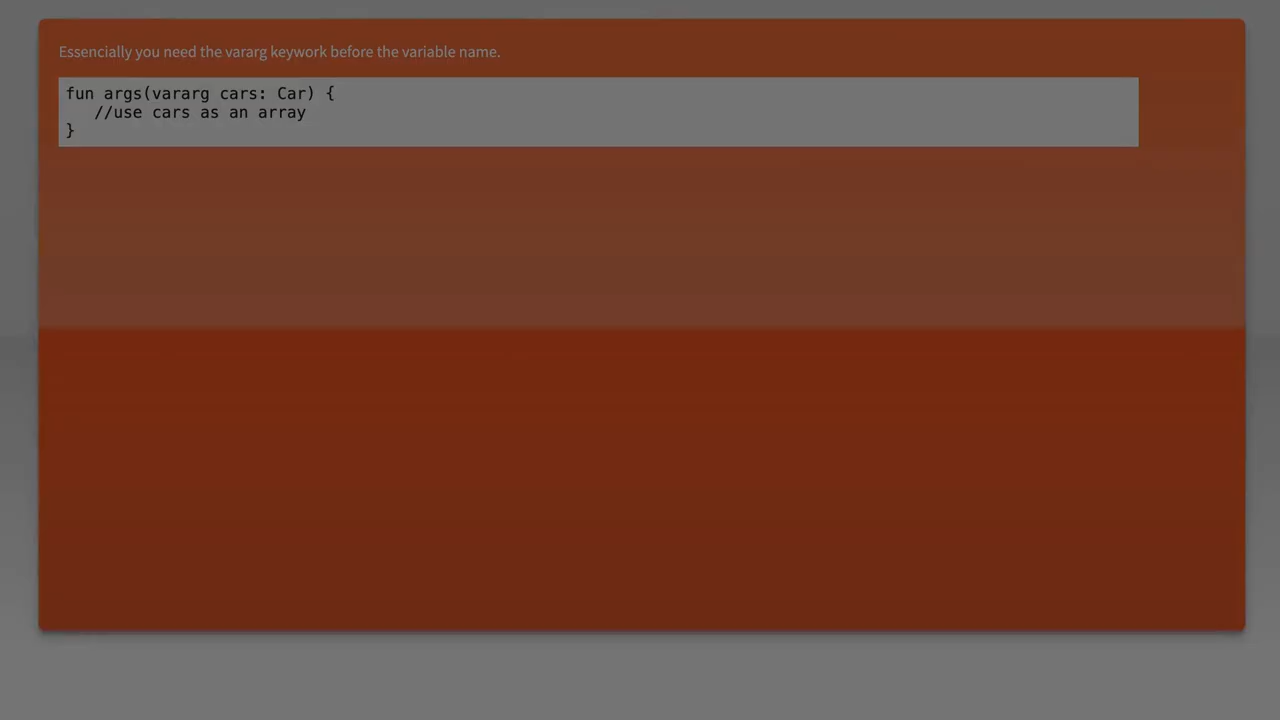 Essencially you need the vararg keywork before the variable name.
fun args(vararg cars: Car) {
   //use cars as an array
}